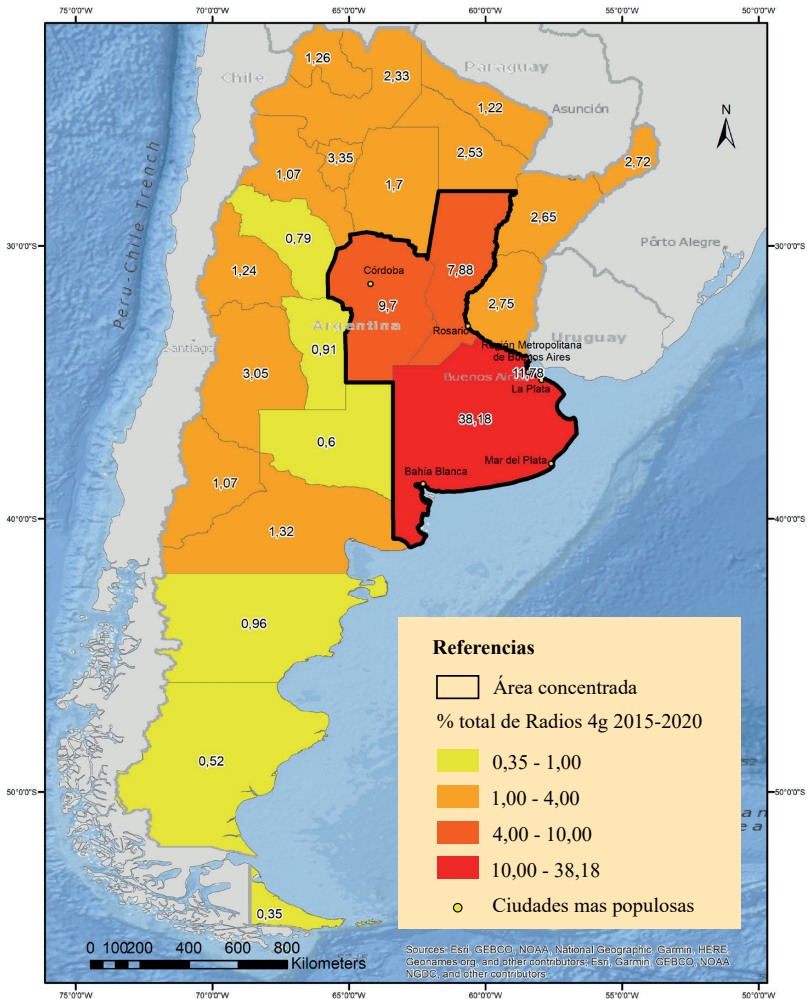 75°0'0"O 70°0'0"O 65°0'0"O 60°0'0"O 55°0'0"O 50°0'0"O
1,26
2,33
Chile
Paraguay
1,22
Asunción
N
3,35
2,53
2,72
1,07
1,7
2,65
Peru-Chile Trench
0,79
30°0'0"S
30°0'0"S
Pôrto Alegre
1,24
Córdoba
7,88
9,7
2,75
Argentina
Rosario
Uruguay
Santiago
0,91
Región Metropolitana
de Buenos Aires
3,05
Buenos Aires
11,78
La Plata
38,18
0,6
Mar del Plata
Bahía Blanca
1,07
40°0'0"S
40°0'0"S
1,32
0,96
0,52
50°0'0"S
50°0'0"S
0,35
Referencias
Área concentrada
% total de Radios 4g 2015-2020
0,35 - 1,00
1,00 - 4,00
4,00 - 10,00
10,00 - 38,18
Ciudades mas populosas
0 100200 400 600 800
Kilometers
Sources: Esri, GEBCO, NOAA, National Geographic, Garmin, HERE,
Geonames.org, and other contributors; Esri, Garmin, GEBCO, NOAA
NGDC, and other contributors
75°0'0"O 70°0'0"O 65°0'0"O 60°0'0"O 55°0'0"O 50°0'0"O